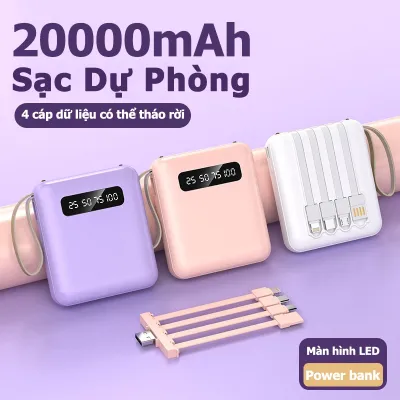 20000mAh
Sạc Dự Phòng
4 cáp dữ liệu có thể tháo rời
25 50 75 100
25 50 75 100
Màn hình LED
Power bank